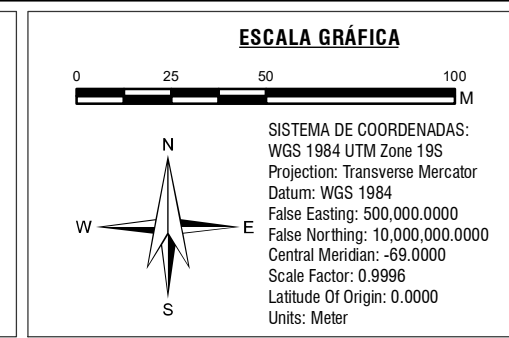 ESCALA GRÁFICA
0 25 50 100
M
N
W E
S
SISTEMA DE COORDENADAS:
WGS 1984 UTM Zone 19S
Projection: Transverse Mercator
Datum: WGS 1984
False Easting: 500,000.0000
False Northing: 10,000,000.0000
Central Meridian: -69.0000
Scale Factor: 0.9996
Latitude Of Origin: 0.0000
Units: Meter